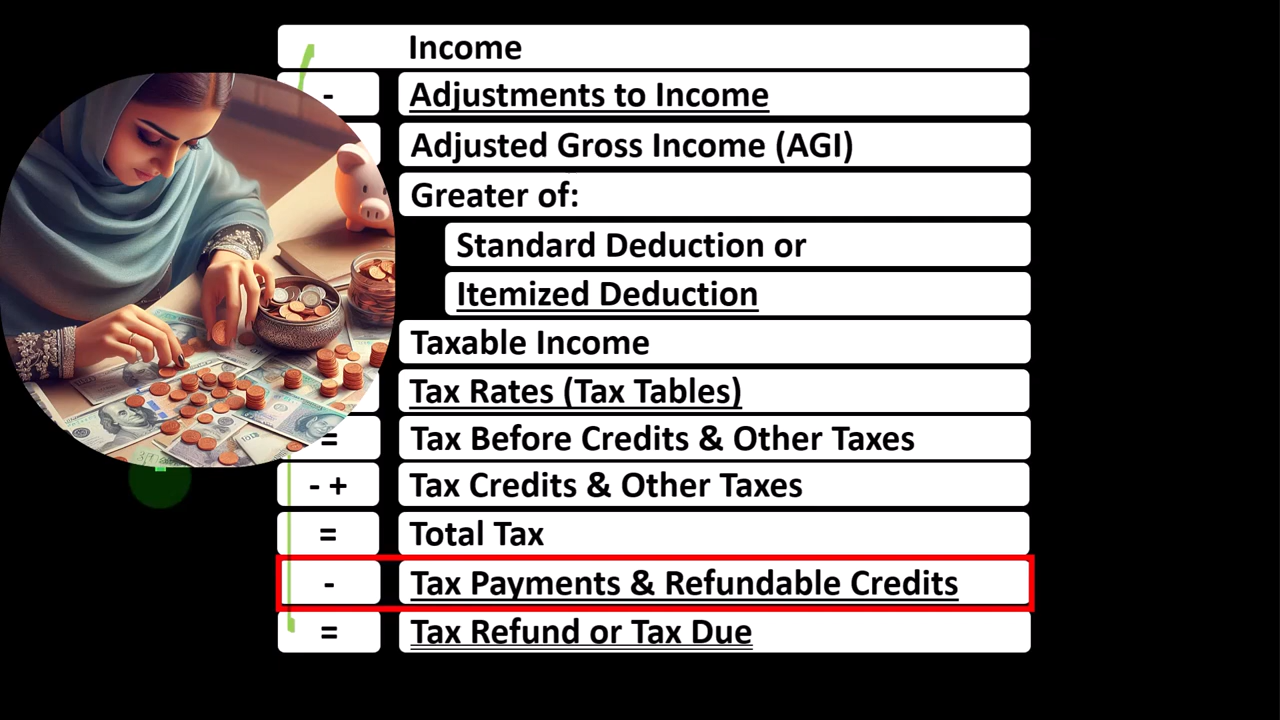 Income
- Adjustments to Income
Adjusted Gross Income (AGI)
Greater of:
Standard Deduction or
Itemized Deduction
Taxable Income
Tax Rates (Tax Tables)
= Tax Before Credits & Other Taxes
- + Tax Credits & Other Taxes
= Total Tax
- Tax Payments & Refundable Credits
= Tax Refund or Tax Due